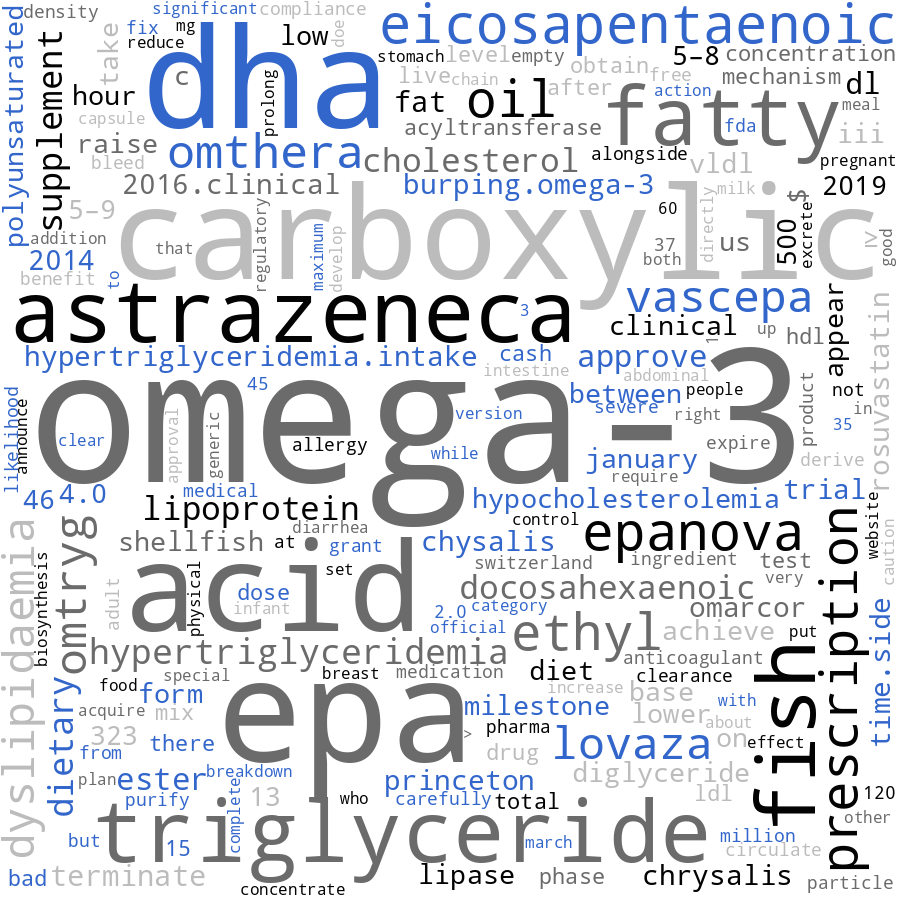 density
significant
compliance
polyunsaturated
fix
mg
reduce
low
doe
eicosapentaenoic
take
supplement
dha
stomach
level
empty
5–8
concentration
c
prolong
live
chain
obtain
free
mechanism
dl
hour
fat
oil
after
action
meal
capsule
fatty
raise
acyltransferase
fda
iii
bleed
omthera
cholesterol
alongside
vldl
pregnant
2016.clinical
burping.omega-3
milk
$
2019
5–9
carboxylic
60
directly
excrete
addition
that
regulatory
37
us
500
iv
good
2014
to
maximum
develop
both
benefit
astrazeneca
3
vascepa
appear
rosuvastatin
clinical
up
hdl
1
hypertriglyceridemia.intake
cash
approve
intestine
abdominal
45
omega-3
between
people
product
not
likelihood
announce
approval
generic
version
severe
right
in
35
clear
allergy
expire
while
january
derive
require
46
4.0
medical
hypocholesterolemia
trial
lipoprotein
control
website
omtryg
diarrhea
epanova
prescription
caution
dyslipidaemia
shellfish
at
grant
chysalis
switzerland
ingredient
test
biosynthesis
adult
physical
acid
set
very
dose
docosahexaenoic
infant
2.0
category
omarcor
time.side
official
ethyl
achieve
put
hypertriglyceridemia
anticoagulant
special
breast
medication
diet
clearance
fish
food
form
epa
increase
base
with
dietary
acquire
mix
milestone
lower
about
323
there
>
pharma
on
effect
from
drug
lovaza
plan
ester
breakdown
princeton
diglyceride
purify
complete
13
who
carefully
total
ldl
120
other
but
15
triglyceride
march
million
circulate
bad
terminate
concentrate
lipase
phase
chrysalis
particle